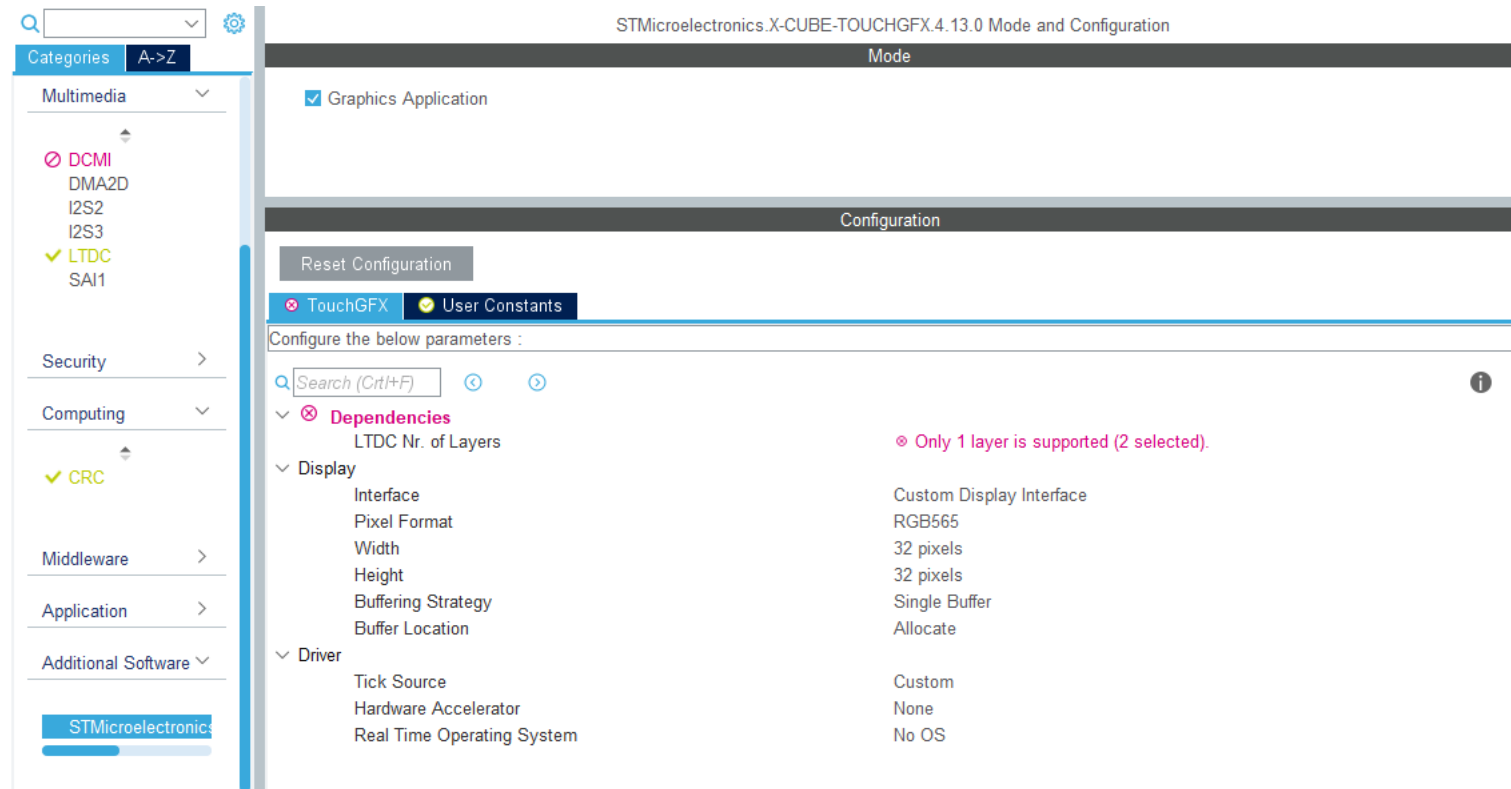 STMicroelectronics.X-CUBE-TOUCHGFX.4.13.0 Mode and Configuration
Categories A->Z
Multimedia
DCMI
DMA2D
I2S2
I2S3
LTDC
SAI1
Security
Computing
CRC
Middleware
Application
Additional Software
STMicroelectronics
Mode
Graphics Application
Configuration
Reset Configuration
TouchGFX User Constants
Configure the below parameters :
Search (Crtl+F)
Dependencies
LTDC Nr. of Layers Only 1 layer is supported (2 selected).
Display
Interface Custom Display Interface
Pixel Format RGB565
Width 32 pixels
Height 32 pixels
Buffering Strategy Single Buffer
Buffer Location Allocate
Driver
Tick Source Custom
Hardware Accelerator None
Real Time Operating System No OS